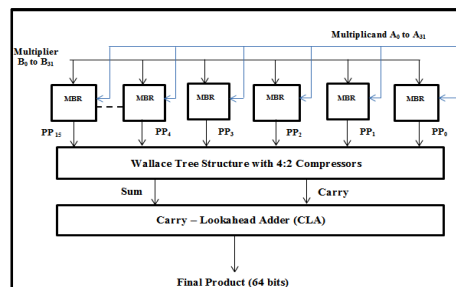 Multiplicand A0 to A31
Multiplier
B0 to B31
MBR MBR MBR MBR MBR MBR
PP15 PP4 PP3 PP2 PP1 PP0
Wallace Tree Structure with 4:2 Compressors
Sum Carry
Carry – Lookahead Adder (CLA)
Final Product (64 bits)